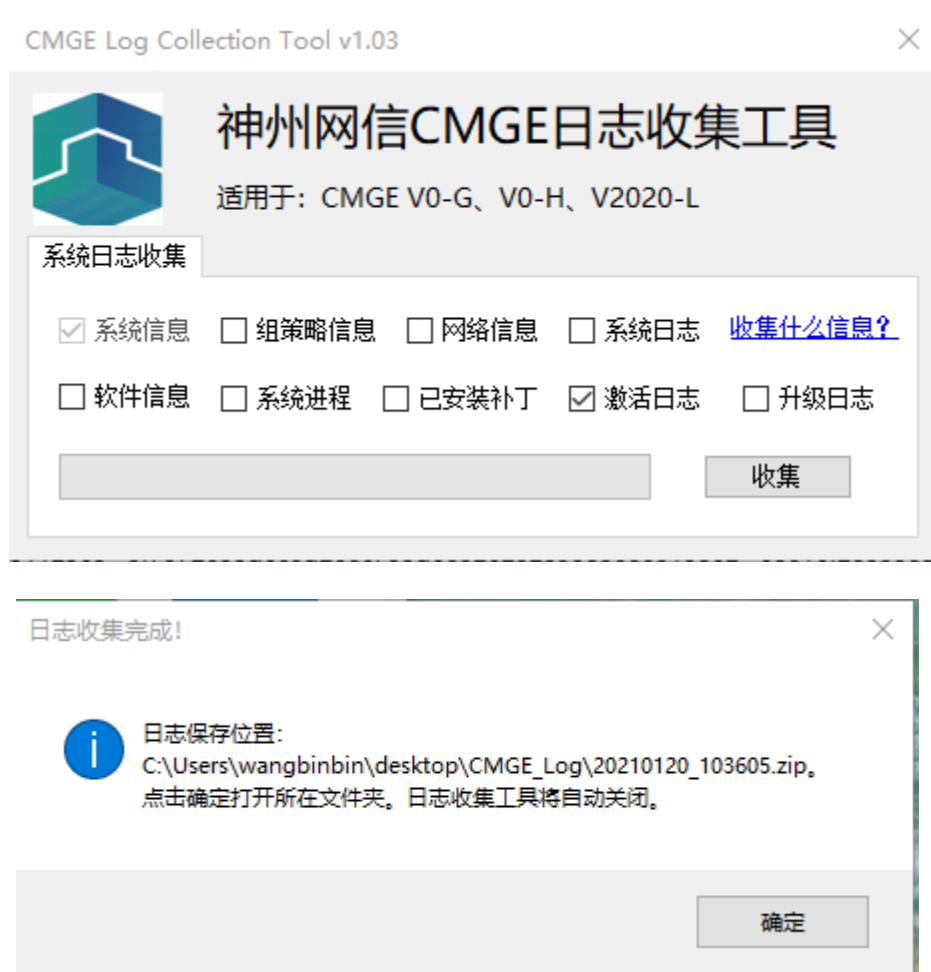 CMGE Log Collection Tool v1.03
神州网信CMGE日志收集工具
适用于：CMGE V0-G、V0-H、V2020-L
系统日志收集
系统信息 组策略信息 网络信息 系统日志 收集什么信息？
软件信息 系统进程 已安装补丁 激活日志 升级日志
收集
日志收集完成!
日志保存位置：
C:\Users\wangbinbin\desktop\CMGE_Log\20210120_103605.zip。
点击确定打开所在文件夹。日志收集工具将自动关闭。
确定